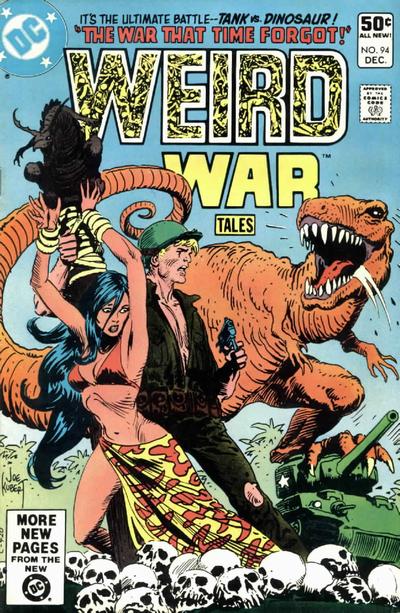 IT'S THE ULTIMATE BATTLE--TANK VS. DINOSAUR!
"THE WAR THAT TIME FORGOT!"
DC
50¢
ALL NEW!
NO. 94
DEC.
APPROVED
BY THE
COMICS
CODE
AUTHORITY
WEIRD
WAR
TM
TALES
JOE
KUBERT
MORE
NEW
PAGES
FROM THE
NEW
DC